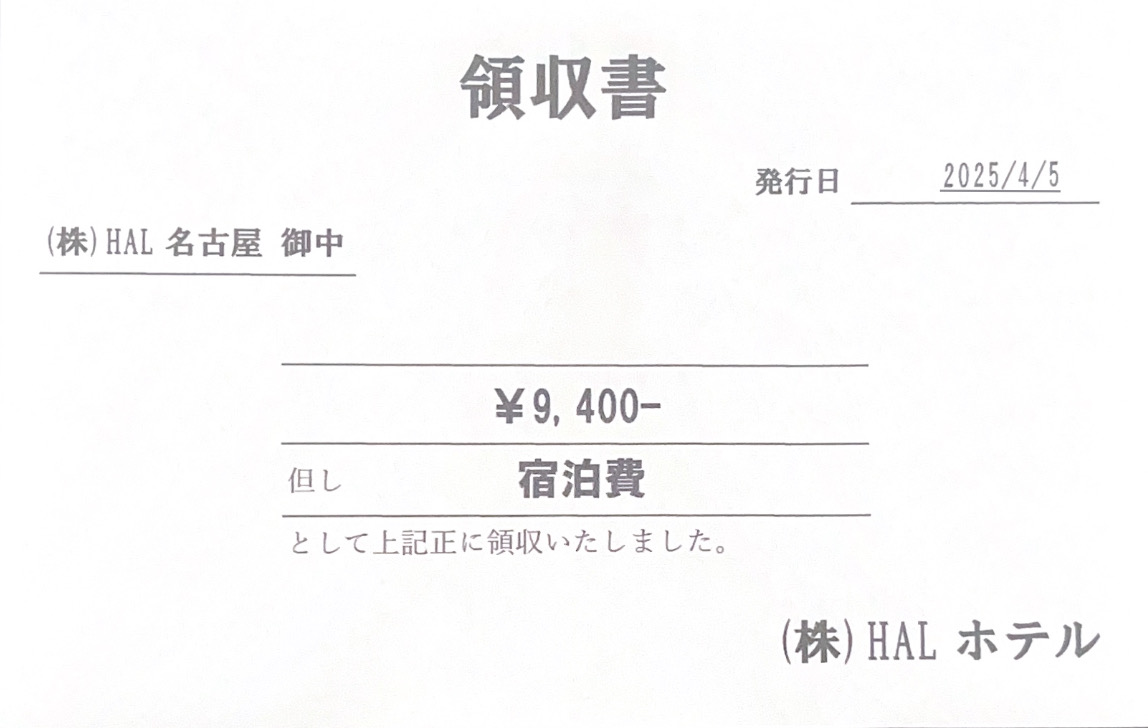 領収書
発行日 2025/4/5
(株)HAL 名古屋 御中
¥9,400-
但し 宿泊費
として上記正に領収いたしました。
(株)HAL ホテル